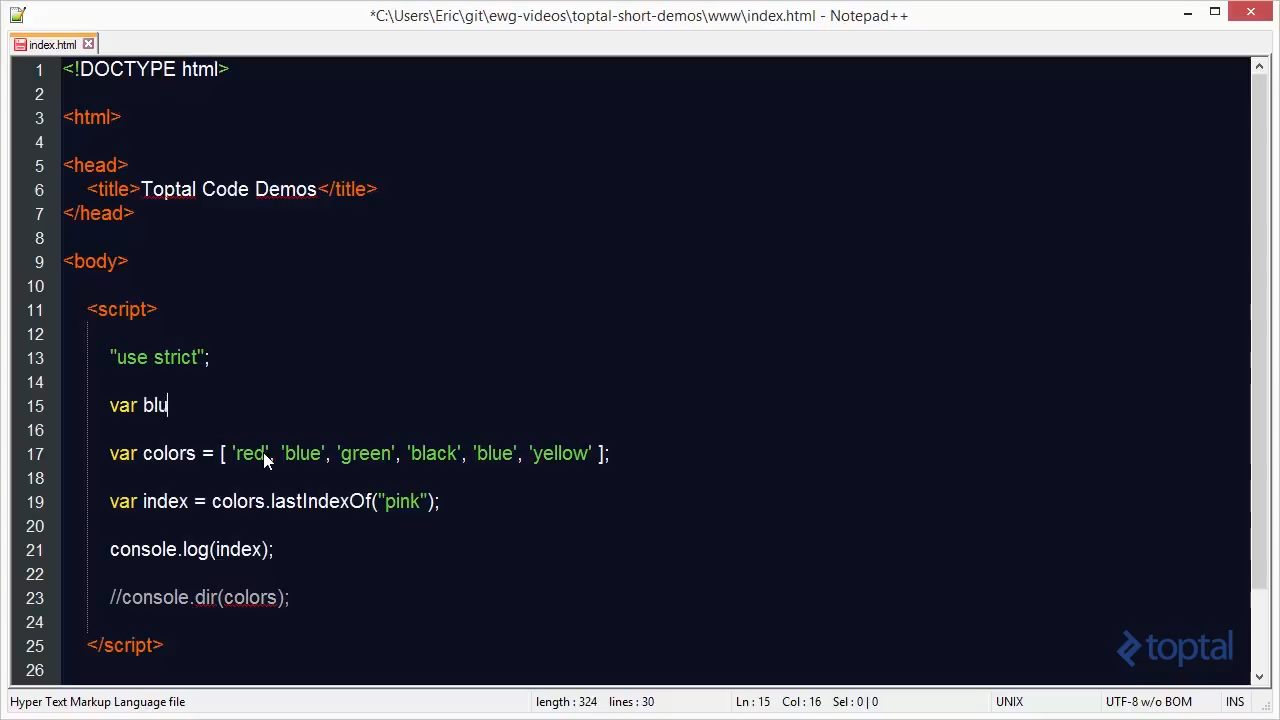 *C:\Users\Eric\git\ewg-videos\toptal-short-demos\www\index.html - Notepad++
index.html
1 <!DOCTYPE html>
2
3 <html>
4
5 <head>
6 <title>Toptal Code Demos</title>
7 </head>
8
9 <body>
10
11 <script>
12
13 "use strict";
14
15 var blu
16
17 var colors = [ 'red', 'blue', 'green', 'black', 'blue', 'yellow' ];
18
19 var index = colors.lastIndexOf("pink");
20
21 console.log(index);
22
23 //console.dir(colors);
24
25 </script>
26
toptal
Hyper Text Markup Language file length : 324 lines : 30 Ln : 15 Col : 16 Sel : 0 | 0 UNIX UTF-8 w/o BOM INS